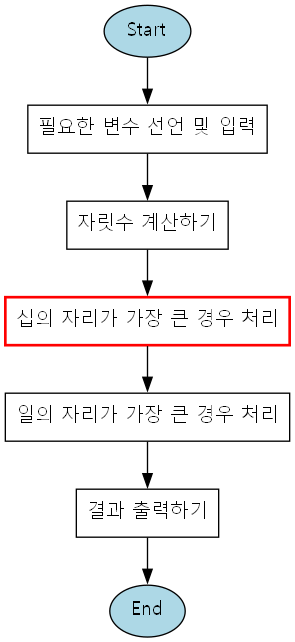 Start
필요한 변수 선언 및 입력
자릿수 계산하기
십의 자리가 가장 큰 경우 처리
일의 자리가 가장 큰 경우 처리
결과 출력하기
End